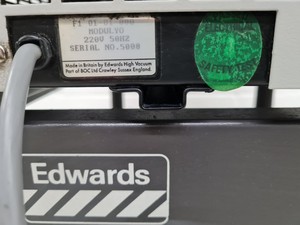 MODULYO
220V 50HZ
SERIAL NO.5008
Made in Britain by Edwards High Vacuum
Part of BOC Ltd Crawley Sussex England.
Edwards